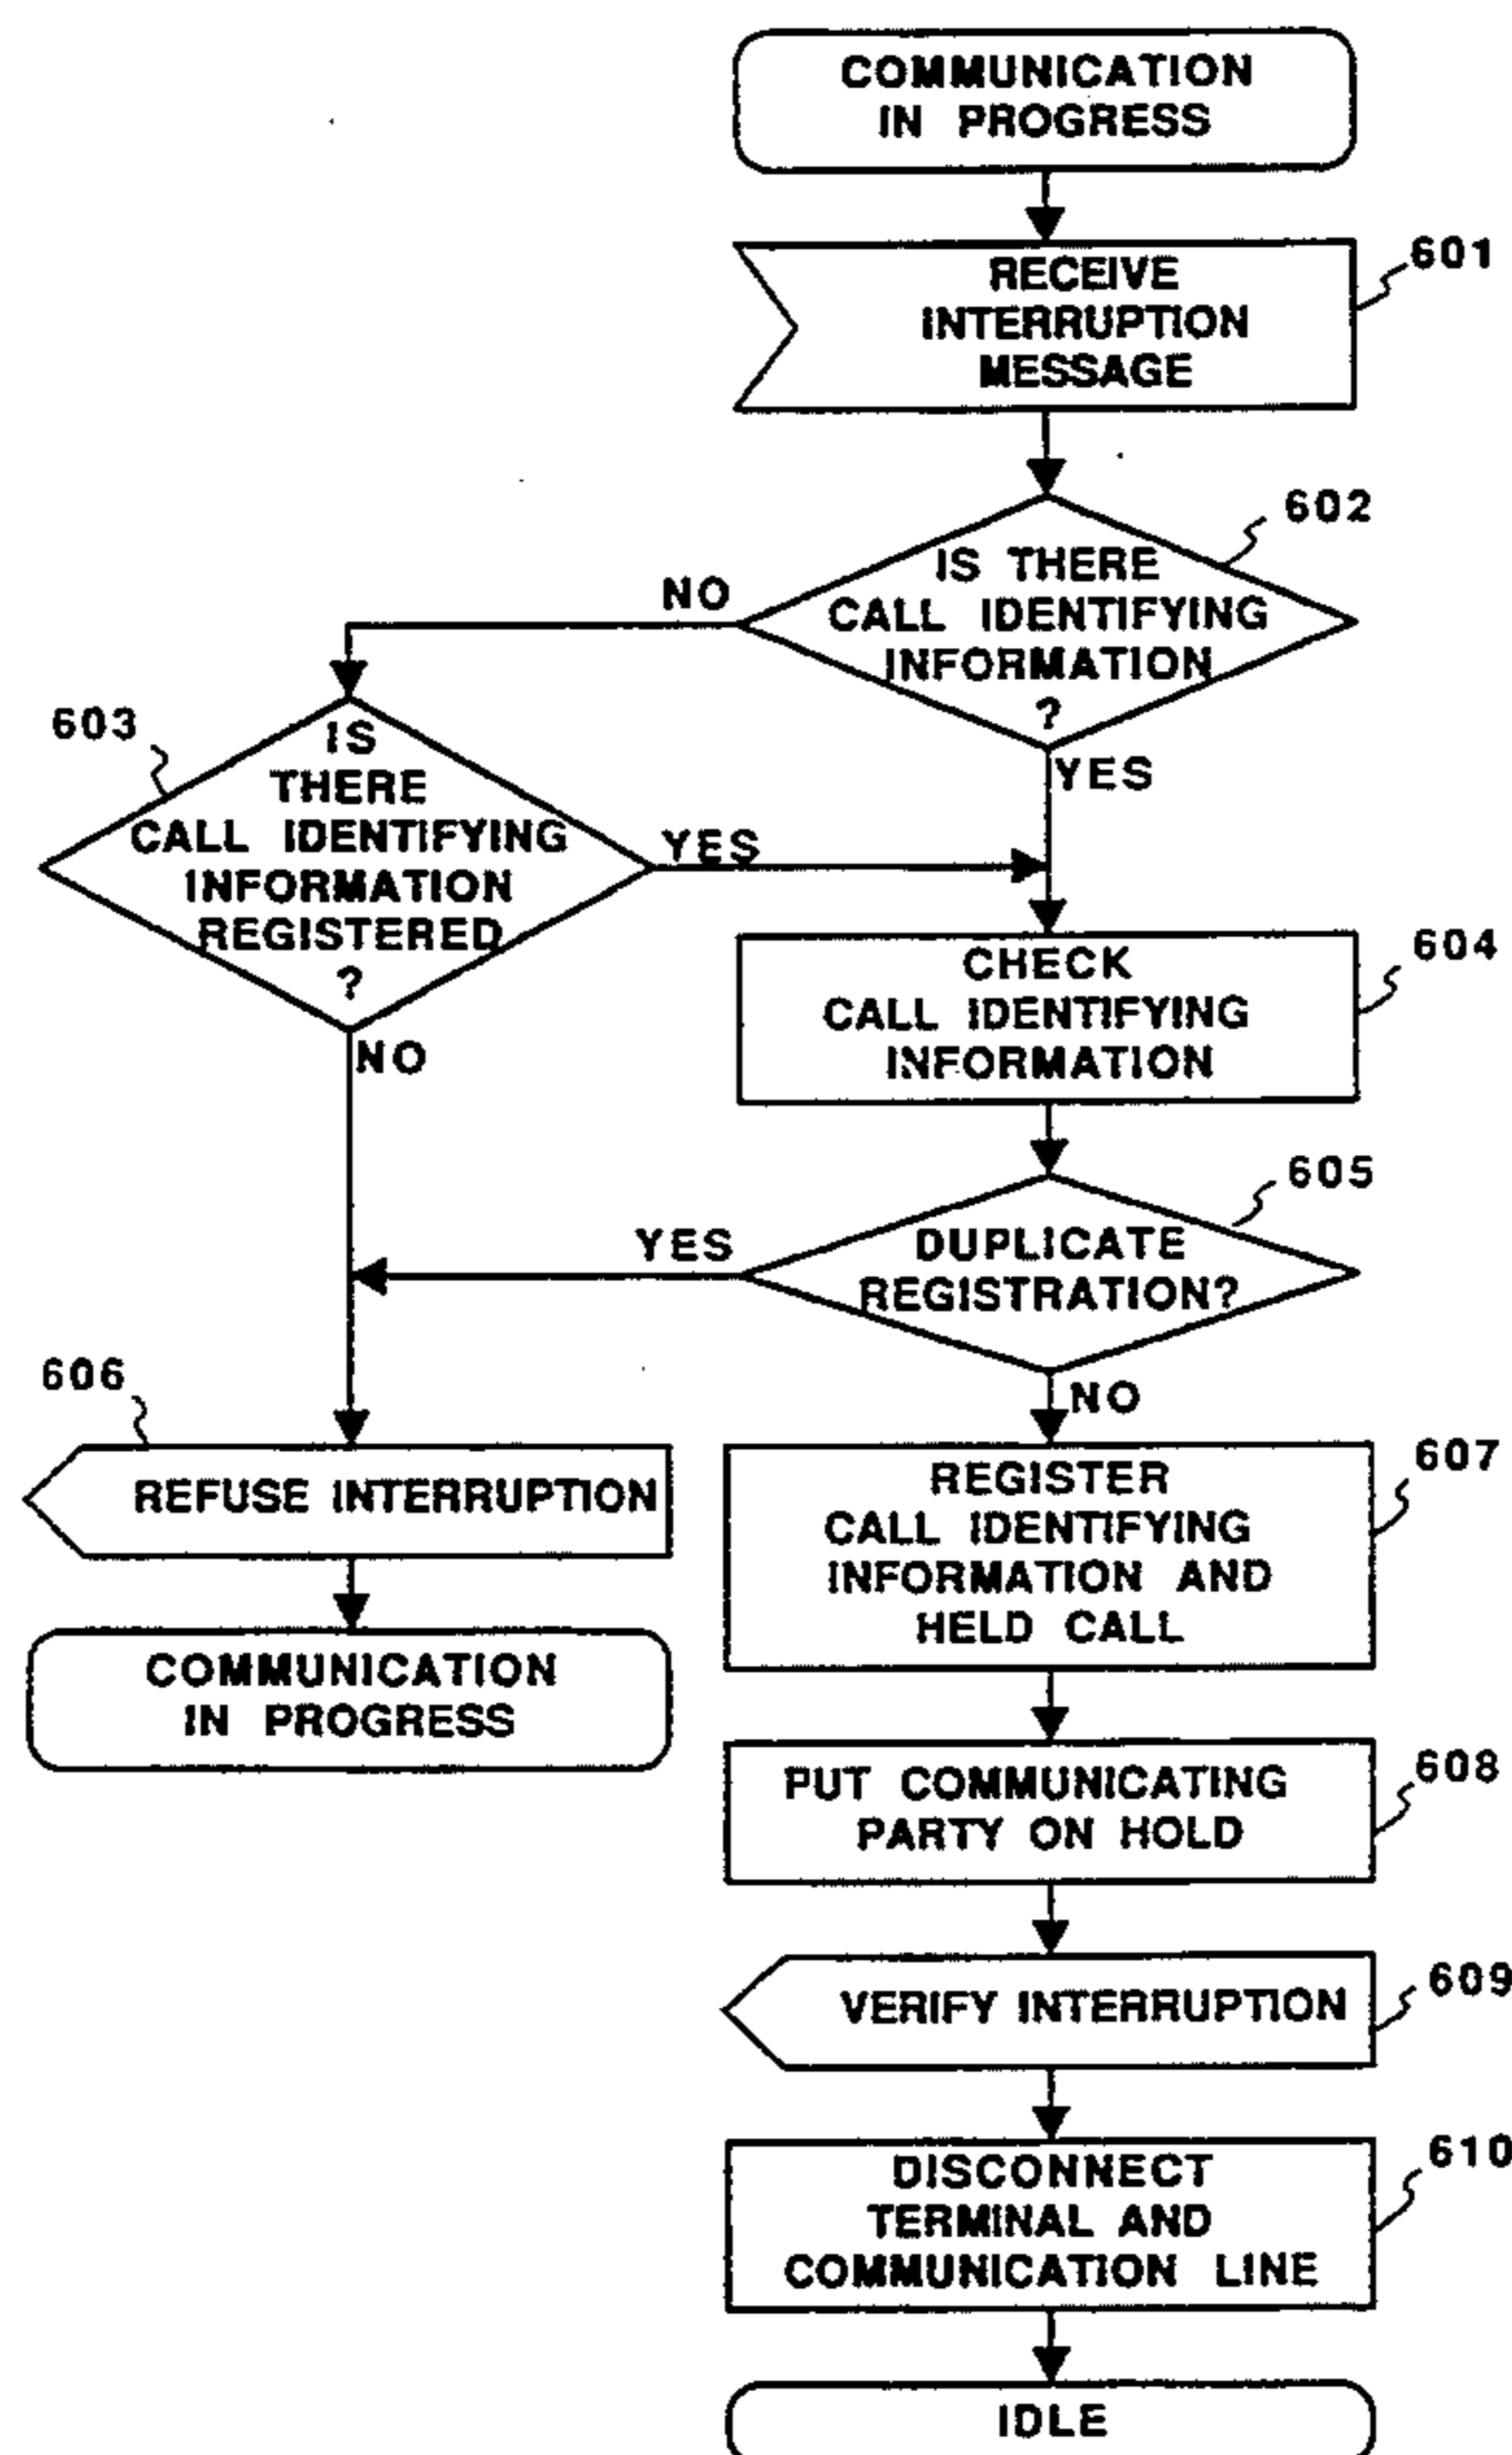 COMMUNICATION
IN PROGRESS
RECEIVE
INTERRUPTION
MESSAGE
601
602
IS THERE
CALL IDENTIFYING
INFORMATION
?
NO
YES
603
IS
THERE
CALL IDENTIFYING
INFORMATION
REGISTERED
?
YES
NO
604
CHECK
CALL IDENTIFYING
INFORMATION
605
DUPLICATE
REGISTRATION?
YES
NO
606
REFUSE INTERRUPTION
COMMUNICATION
IN PROGRESS
607
REGISTER
CALL IDENTIFYING
INFORMATION AND
HELD CALL
608
PUT COMMUNICATING
PARTY ON HOLD
609
VERIFY INTERRUPTION
610
DISCONNECT
TERMINAL AND
COMMUNICATION LINE
IDLE